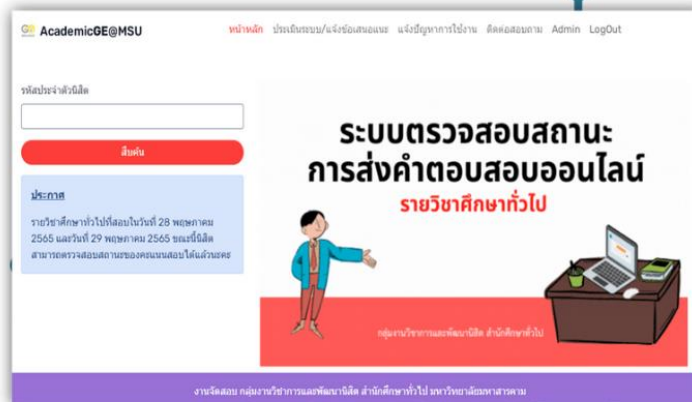 AcademicGE@MSU
หน้าหลัก ประเมินระบบ/แจ้งข้อเสนอแนะ แจ้งปัญหาการใช้งาน ติดต่อสอบถาม Admin LogOut
รหัสประจำตัวนิสิต
สืบค้น
ประกาศ
รายวิชาศึกษาทั่วไปที่สอบในวันที่ 28 พฤษภาคม
2565 และวันที่ 29 พฤษภาคม 2565 ขณะนี้นิสิต
สามารถตรวจสอบสถานะของคะแนนสอบได้แล้วนะคะ
ระบบตรวจสอบสถานะ
การส่งคำตอบสอบออนไลน์
รายวิชาศึกษาทั่วไป
กลุ่มงานวิชาการและพัฒนานิสิต สำนักศึกษาทั่วไป
งานจัดสอบ กลุ่มงานวิชาการและพัฒนานิสิต สำนักศึกษาทั่วไป มหาวิทยาลัยมหาสารคาม